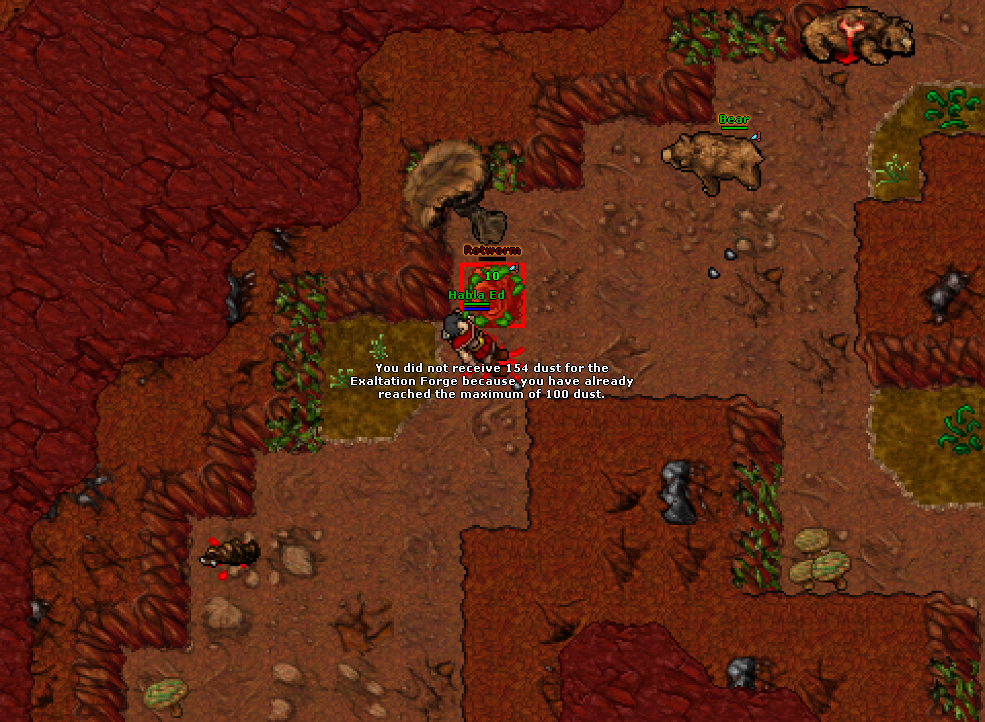 Bear
Rotworm
10
Habla Ed
You did not receive 154 dust for the
Exaltation Forge because you have already
reached the maximum of 100 dust.